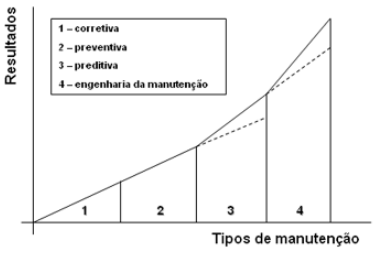 Resultados
1 – corretiva
2 – preventiva
3 – preditiva
4 – engenharia da manutenção
1 2 3 4
Tipos de manutenção